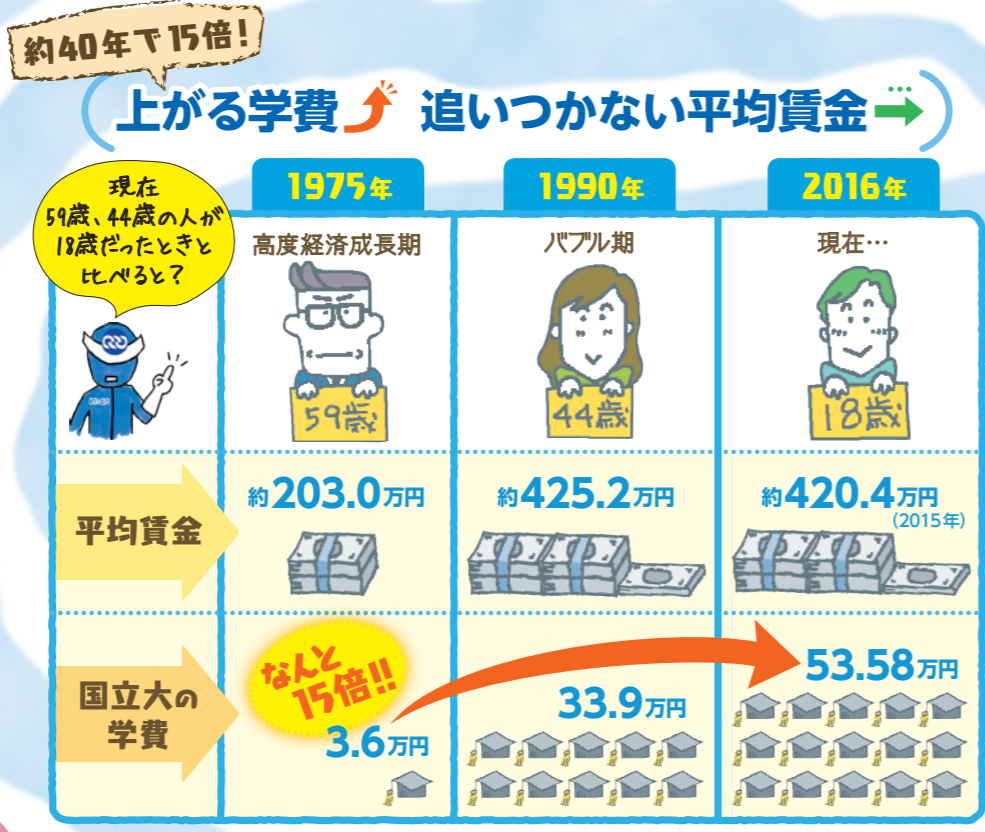 約40年で15倍！
上がる学費 追いつかない平均賃金
現在
59歳、44歳の人が
18歳だったときと
比べると？
1975年
1990年
2016年
高度経済成長期
バブル期
現在…
59歳
44歳
18歳
平均賃金
約203.0万円
約425.2万円
約420.4万円
(2015年)
国立大の
学費
なんと
15倍!!
3.6万円
33.9万円
53.58万円